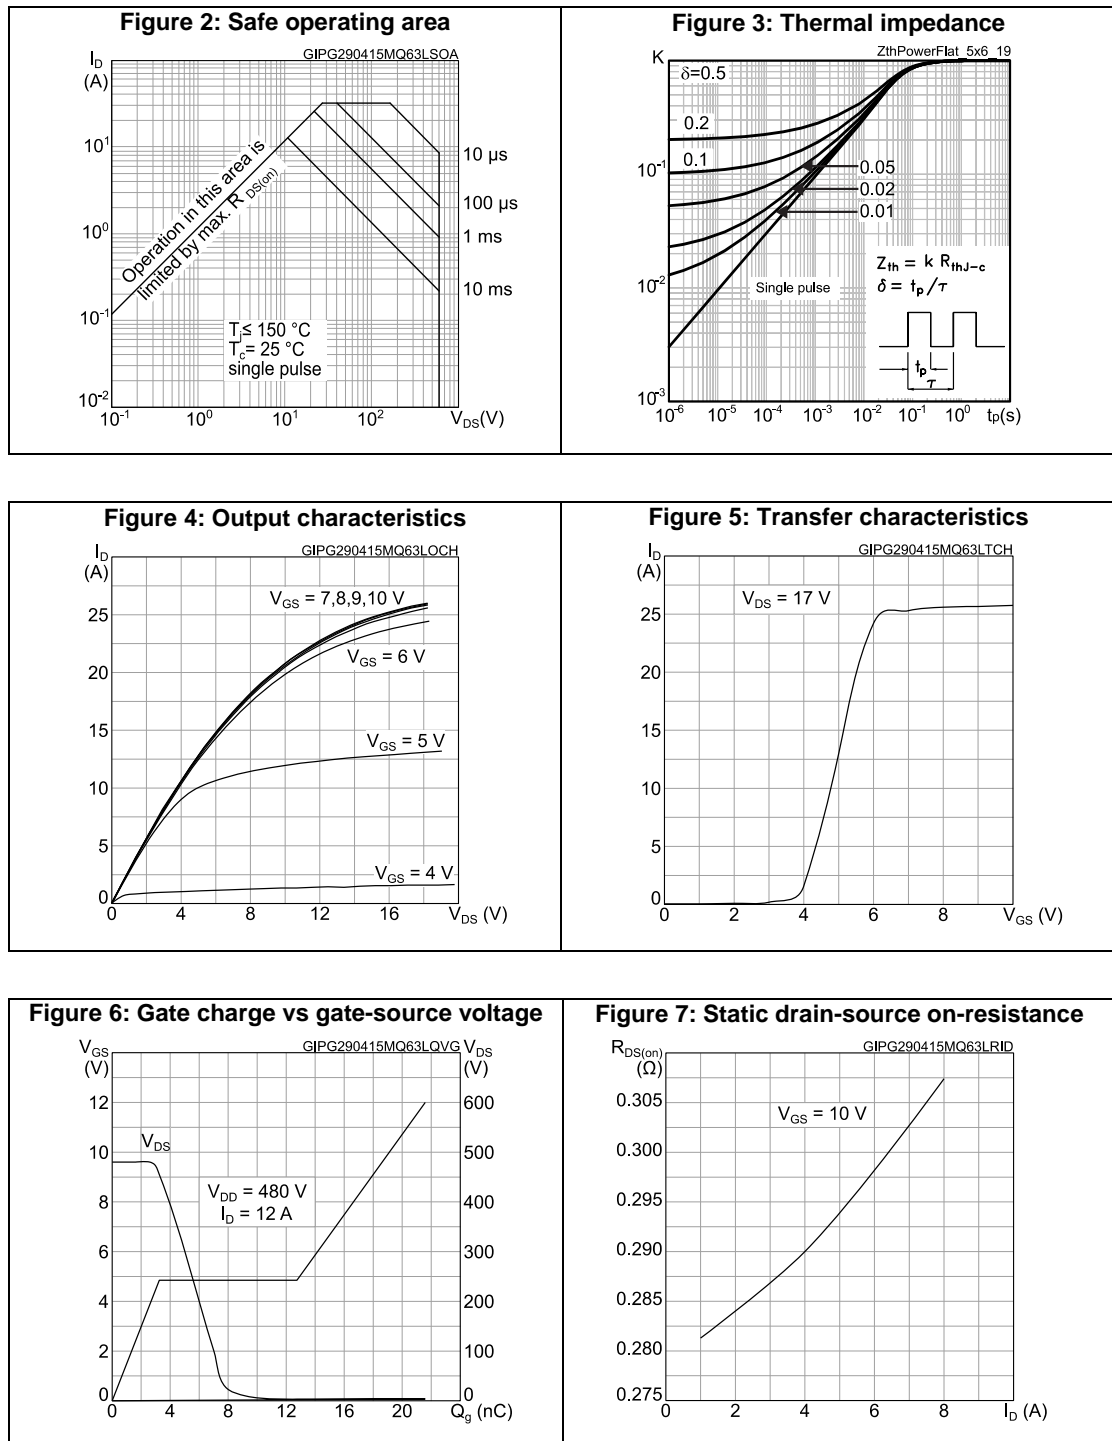 Figure 2: Safe operating area
GIPG290415MQ63LSOA
I_D
(A)
10^1
10^0
10^-1
10^-2
Operation in this area is
limited by max. R_DS(on)
10 µs
100 µs
1 ms
10 ms
T_j≤ 150 °C
T_c= 25 °C
single pulse
10^-1 10^0 10^1 10^2 V_DS(V)
Figure 3: Thermal impedance
ZthPowerFlat_5x6_19
K
δ=0.5
0.2
0.1
0.05
0.02
0.01
10^-1
10^-2
10^-3
Single pulse
Z_th = k R_thJ-c
δ = t_p/τ
t_p
τ
10^-6 10^-5 10^-4 10^-3 10^-2 10^-1 10^0 t_p(s)
Figure 4: Output characteristics
GIPG290415MQ63LOCH
I_D
(A)
V_GS = 7,8,9,10 V
V_GS = 6 V
V_GS = 5 V
V_GS = 4 V
25
20
15
10
5
0
0 4 8 12 16 V_DS (V)
Figure 5: Transfer characteristics
GIPG290415MQ63LTCH
I_D
(A)
V_DS = 17 V
25
20
15
10
5
0
0 2 4 6 8 V_GS (V)
Figure 6: Gate charge vs gate-source voltage
GIPG290415MQ63LQVG
V_GS
(V)
V_DS
(V)
12
10
8
6
4
2
0
V_DS
V_DD = 480 V
I_D = 12 A
600
500
400
300
200
100
0
0 4 8 12 16 20 Q_g (nC)
Figure 7: Static drain-source on-resistance
GIPG290415MQ63LRID
R_DS(on)
(Ω)
V_GS = 10 V
0.305
0.300
0.295
0.290
0.285
0.280
0.275
0 2 4 6 8 I_D (A)